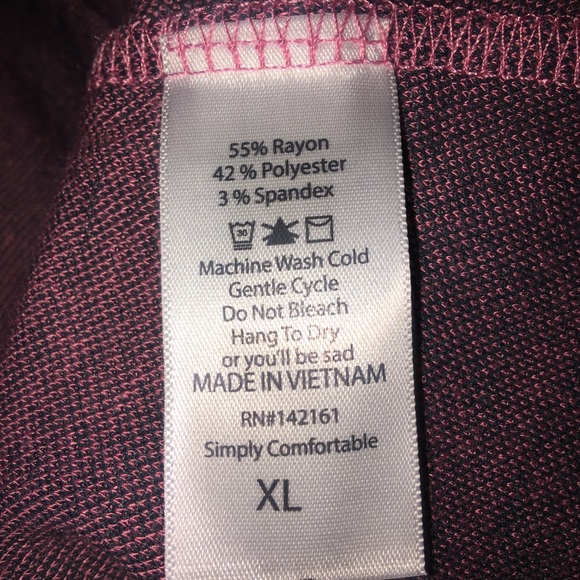 55% Rayon
42 % Polyester
3 % Spandex
30
Machine Wash Cold
Gentle Cycle
Do Not Bleach
Hang To Dry
or you'll be sad
MADE IN VIETNAM
RN#142161
Simply Comfortable
XL